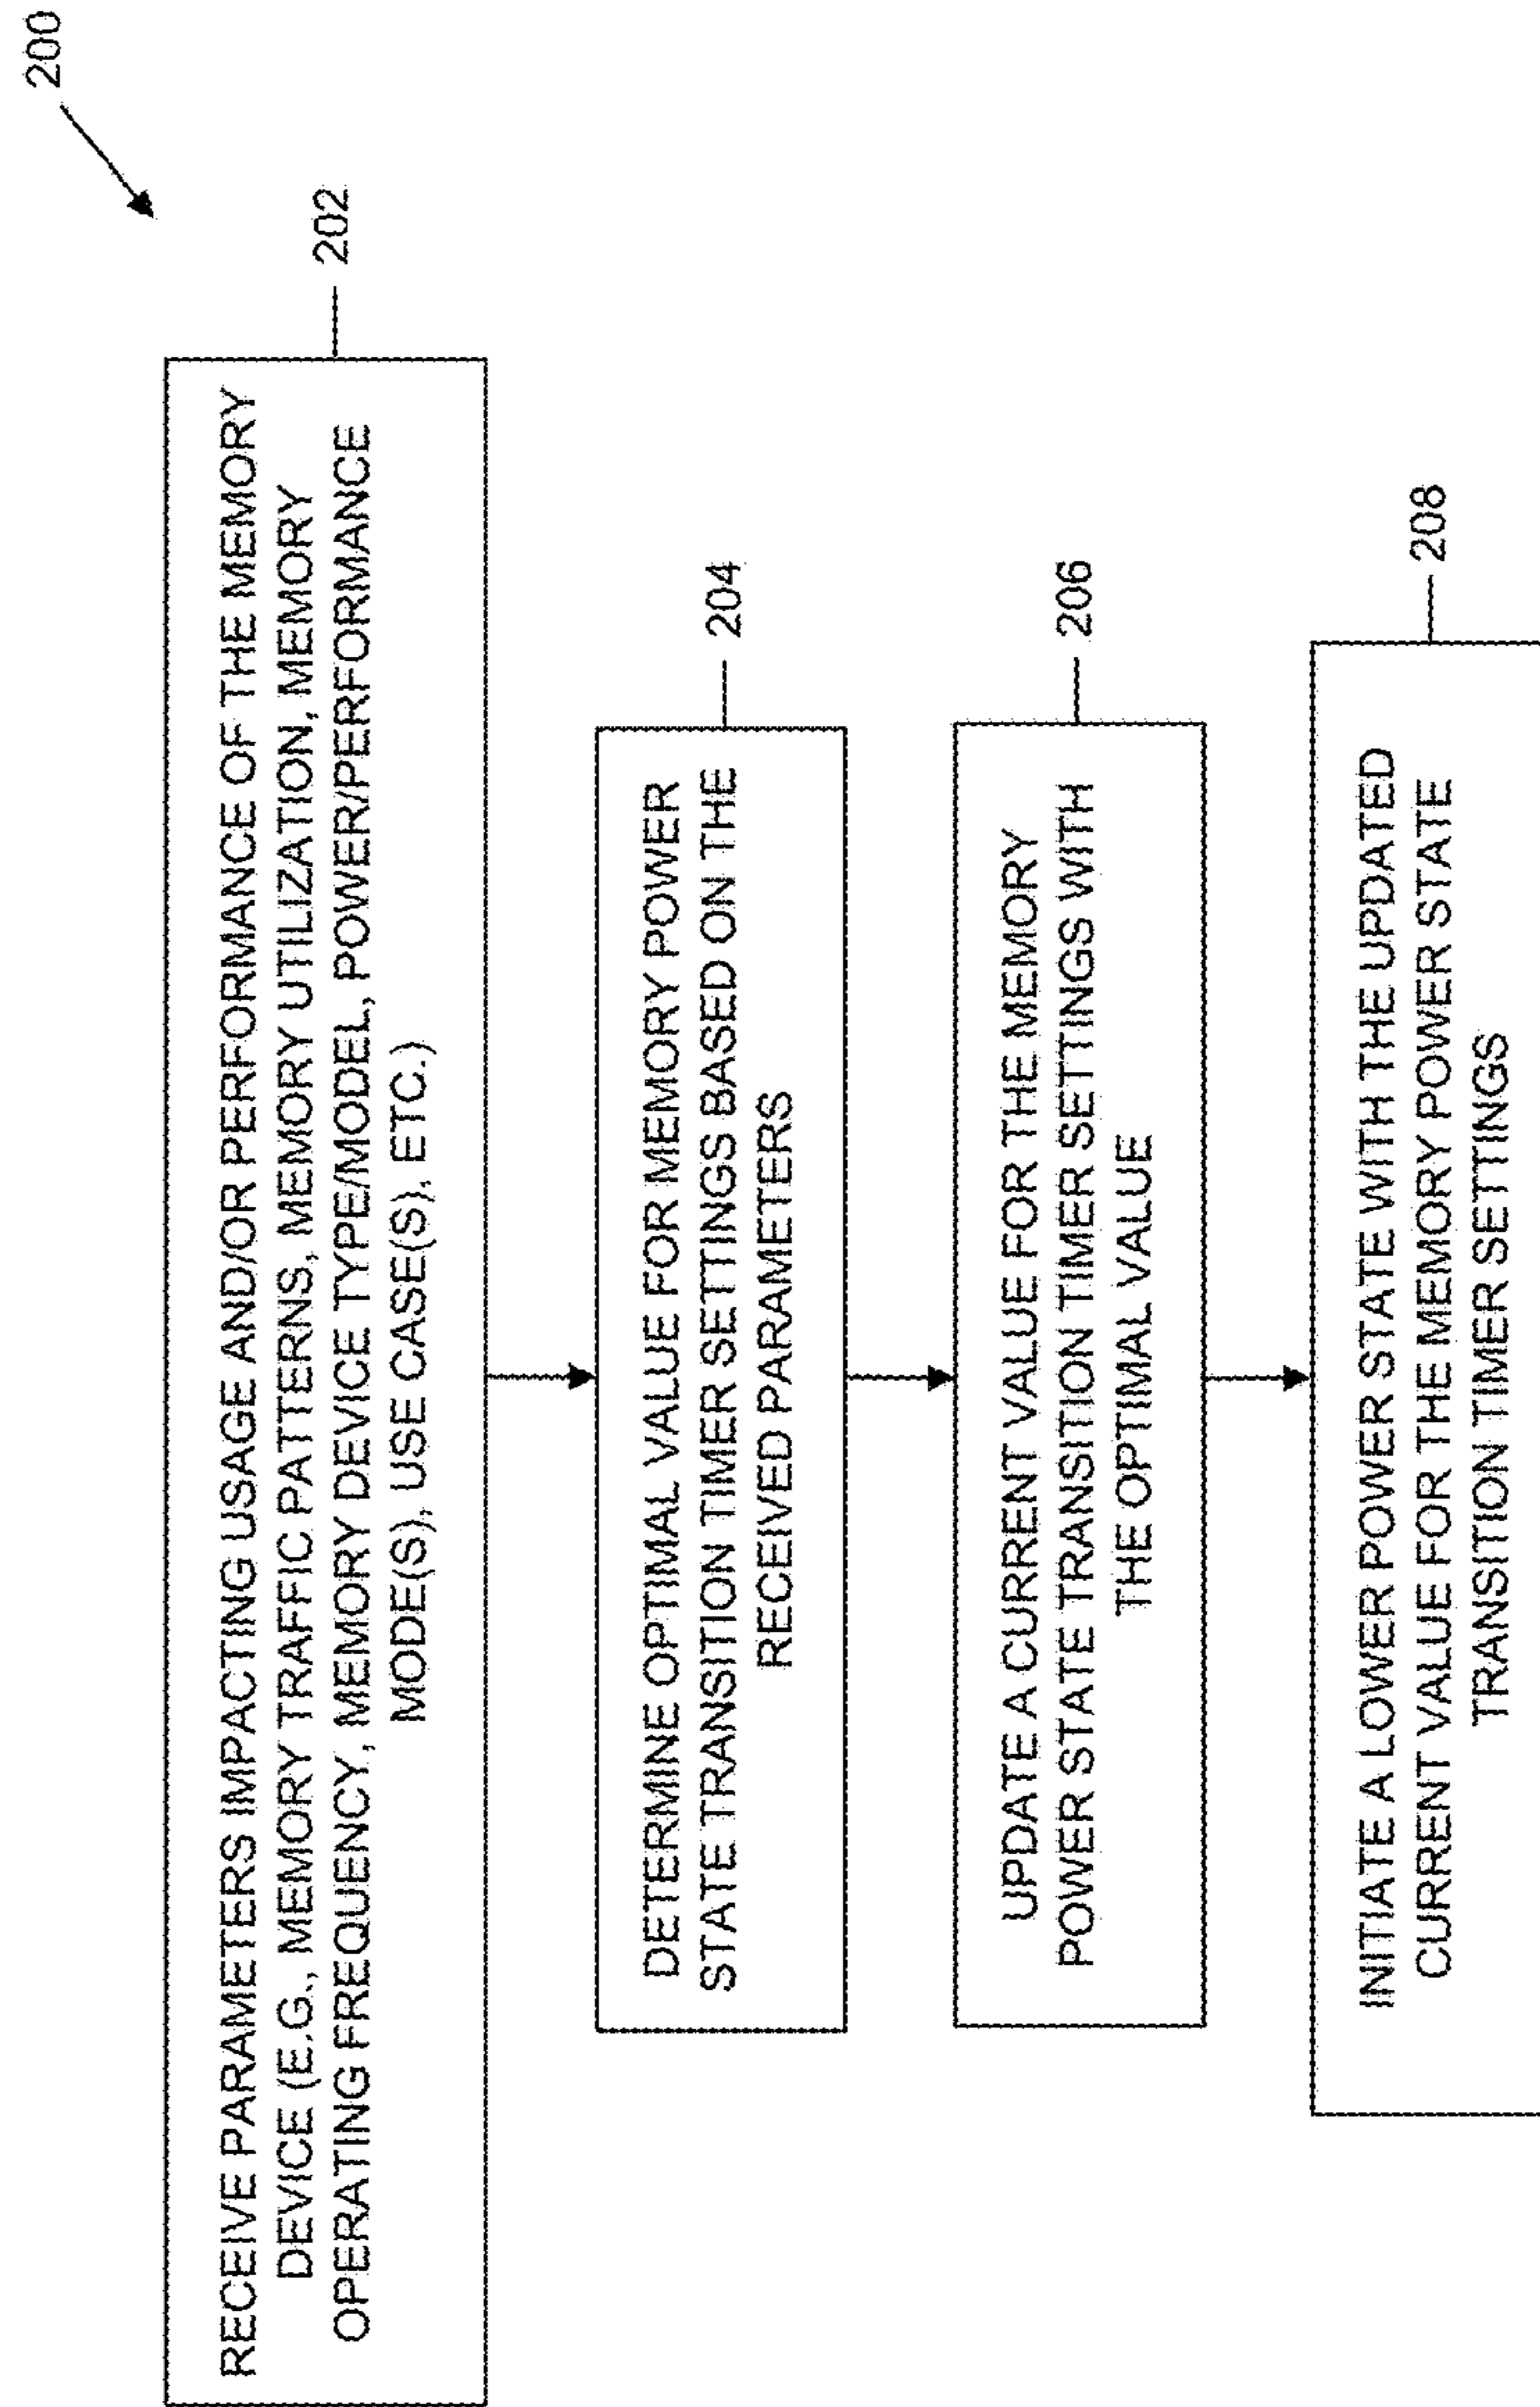 200
RECEIVE PARAMETERS IMPACTING USAGE AND/OR PERFORMANCE OF THE MEMORY
DEVICE (E.G., MEMORY TRAFFIC PATTERNS, MEMORY UTILIZATION, MEMORY
OPERATING FREQUENCY, MEMORY DEVICE TYPE/MODEL, POWER/PERFORMANCE
MODE(S), USE CASE(S), ETC.)
202
DETERMINE OPTIMAL VALUE FOR MEMORY POWER
STATE TRANSITION TIMER SETTINGS BASED ON THE
RECEIVED PARAMETERS
204
UPDATE A CURRENT VALUE FOR THE MEMORY
POWER STATE TRANSITION TIMER SETTINGS WITH
THE OPTIMAL VALUE
206
INITIATE A LOWER POWER STATE WITH THE UPDATED
CURRENT VALUE FOR THE MEMORY POWER STATE
TRANSITION TIMER SETTINGS
208